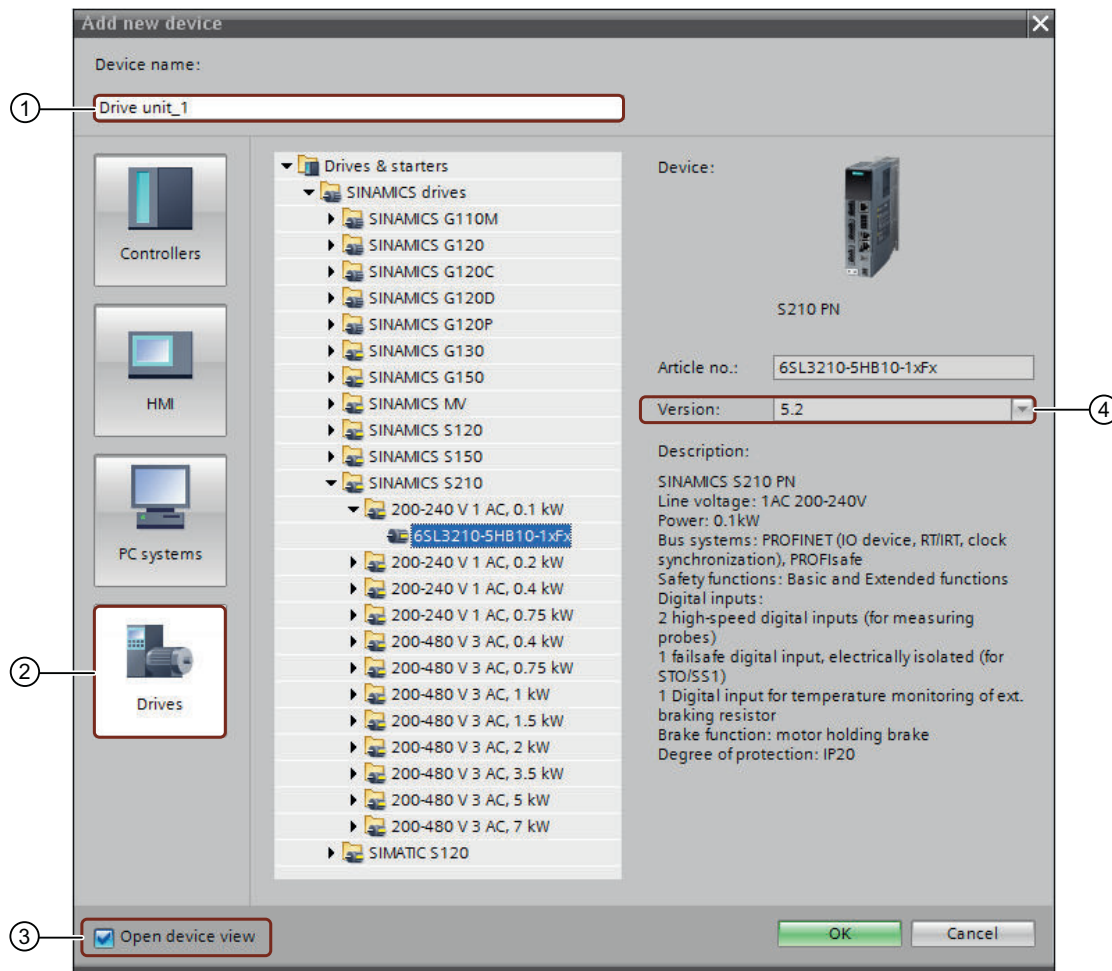 Add new device
Device name:
1
Drive unit_1
Controllers
HMI
PC systems
2
Drives
Drives & starters
SINAMICS drives
SINAMICS G110M
SINAMICS G120
SINAMICS G120C
SINAMICS G120D
SINAMICS G120P
SINAMICS G130
SINAMICS G150
SINAMICS MV
SINAMICS S120
SINAMICS S150
SINAMICS S210
200-240 V 1 AC, 0.1 kW
6SL3210-5HB10-1xFx
200-240 V 1 AC, 0.2 kW
200-240 V 1 AC, 0.4 kW
200-240 V 1 AC, 0.75 kW
200-480 V 3 AC, 0.4 kW
200-480 V 3 AC, 0.75 kW
200-480 V 3 AC, 1 kW
200-480 V 3 AC, 1.5 kW
200-480 V 3 AC, 2 kW
200-480 V 3 AC, 3.5 kW
200-480 V 3 AC, 5 kW
200-480 V 3 AC, 7 kW
SIMATIC S120
Device:
S210 PN
Article no.: 6SL3210-5HB10-1xFx
Version: 5.2
4
Description:
SINAMICS S210 PN
Line voltage: 1AC 200-240V
Power: 0.1kW
Bus systems: PROFINET (IO device, RT/IRT, clock
synchronization), PROFIsafe
Safety functions: Basic and Extended functions
Digital inputs:
2 high-speed digital inputs (for measuring
probes)
1 failsafe digital input, electrically isolated (for
STO/SS1)
1 Digital input for temperature monitoring of ext.
braking resistor
Brake function: motor holding brake
Degree of protection: IP20
3
Open device view
OK
Cancel